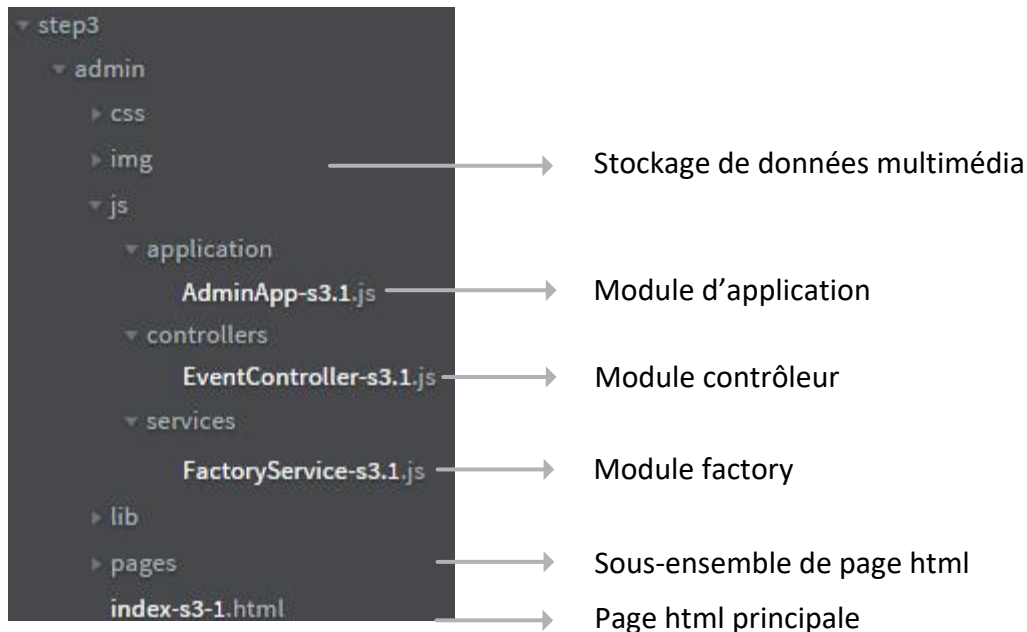 step3
admin
css
img
Stockage de données multimédia
js
application
AdminApp-s3.1.js
Module d’application
controllers
EventController-s3.1.js
Module contrôleur
services
FactoryService-s3.1.js
Module factory
lib
pages
Sous-ensemble de page html
index-s3-1.html
Page html principale